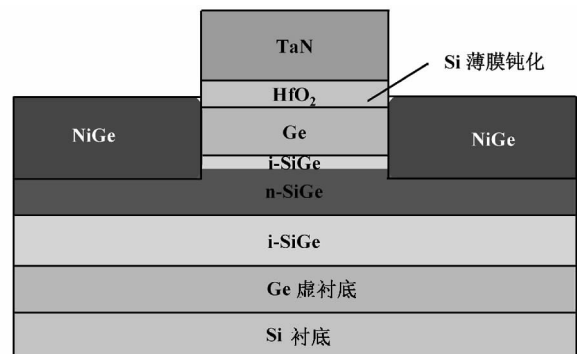 TaN
Si 薄膜钝化
HfO₂
NiGe
Ge
NiGe
i-SiGe
n-SiGe
i-SiGe
Ge 虚衬底
Si 衬底